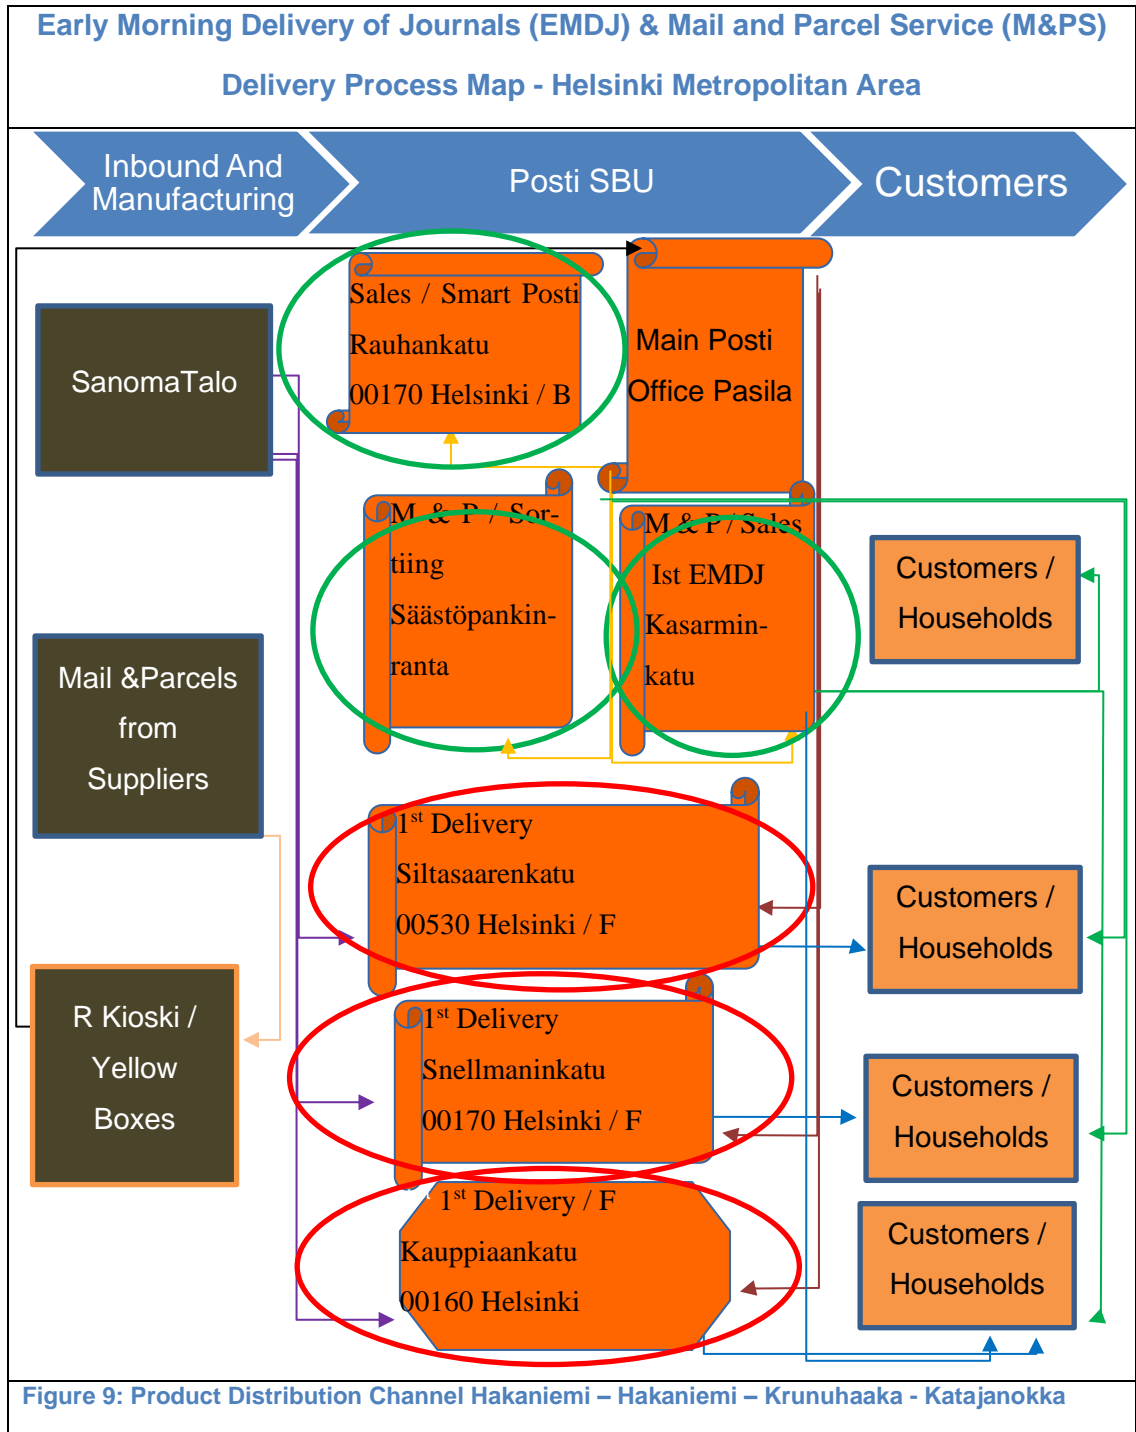 Early Morning Delivery of Journals (EMDJ) & Mail and Parcel Service (M&PS)
Delivery Process Map - Helsinki Metropolitan Area
Inbound And
Manufacturing
Posti SBU
Customers
SanomaTalo
Mail &Parcels
from
Suppliers
R Kioski /
Yellow
Boxes
Sales / Smart Posti
Rauhankatu
00170 Helsinki / B
Main Posti
Office Pasila
M & P / Sor-
tiing
Säästöpankin-
ranta
M & P / Sales
Ist EMDJ
Kasarmin-
katu
1st Delivery
Siltasaarenkatu
00530 Helsinki / F
1st Delivery
Snellmaninkatu
00170 Helsinki / F
1st Delivery / F
Kauppiaankatu
00160 Helsinki
Customers /
Households
Customers /
Households
Customers /
Households
Customers /
Households
Figure 9: Product Distribution Channel Hakaniemi – Hakaniemi – Krunuhaaka - Katajanokka